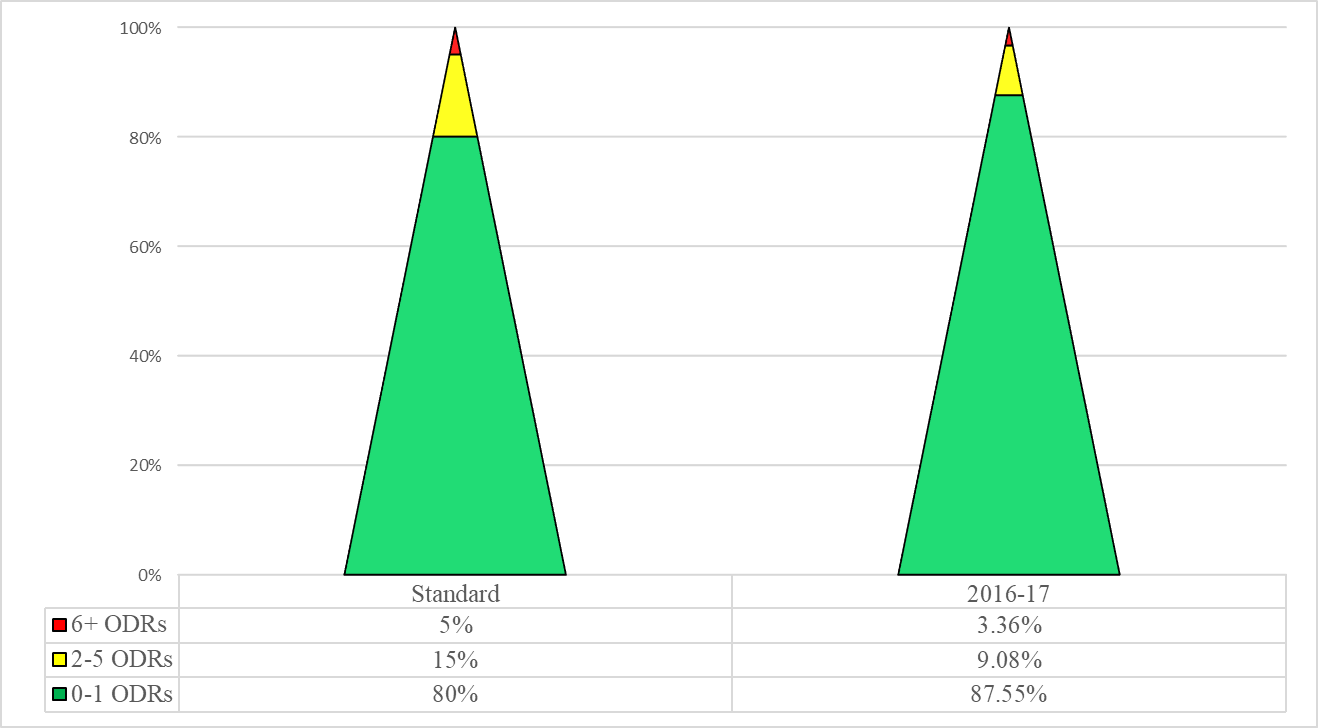 100%
80%
60%
40%
20%
0%
Standard 2016-17
6+ ODRs 5% 3.36%
2-5 ODRs 15% 9.08%
0-1 ODRs 80% 87.55%